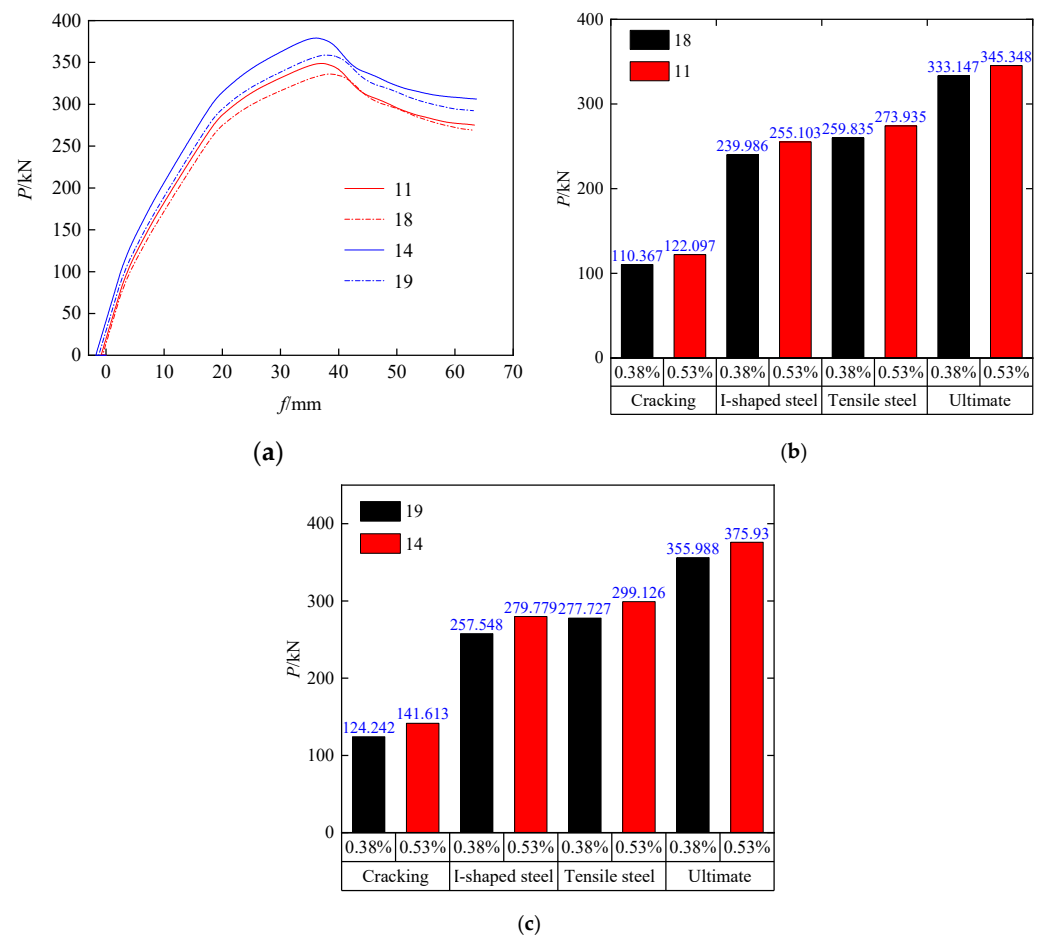 400
350
300
250
200
150
100
50
0
P/kN
11
18
14
19
0 10 20 30 40 50 60 70
f/mm
(a)
400
300
200
100
0
P/kN
18
11
110.367 122.097 239.986 255.103 259.835 273.935 333.147 345.348
0.38% 0.53% 0.38% 0.53% 0.38% 0.53% 0.38% 0.53%
Cracking I-shaped steel Tensile steel Ultimate
(b)
400
300
200
100
0
P/kN
19
14
124.242 141.613 257.548 279.779 277.727 299.126 355.988 375.93
0.38% 0.53% 0.38% 0.53% 0.38% 0.53% 0.38% 0.53%
Cracking I-shaped steel Tensile steel Ultimate
(c)